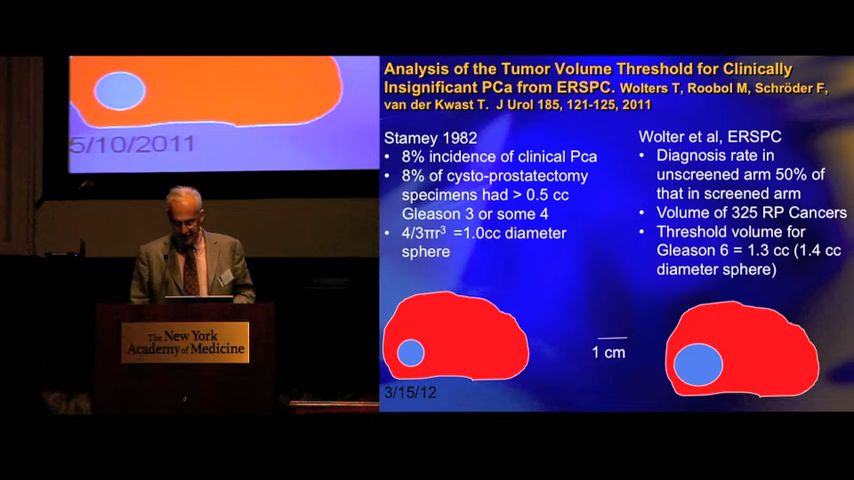 5/10/2011
The New York
Academy of Medicine
Analysis of the Tumor Volume Threshold for Clinically
Insignificant PCa from ERSPC. Wolters T, Roobol M, Schröder F,
van der Kwast T. J Urol 185, 121-125, 2011
Stamey 1982
• 8% incidence of clinical Pca
• 8% of cysto-prostatectomy
specimens had > 0.5 cc
Gleason 3 or some 4
• 4/3πr³ =1.0cc diameter
sphere
Wolter et al, ERSPC
• Diagnosis rate in
unscreened arm 50% of
that in screened arm
• Volume of 325 RP Cancers
• Threshold volume for
Gleason 6 = 1.3 cc (1.4 cc
diameter sphere)
1 cm
3/15/12